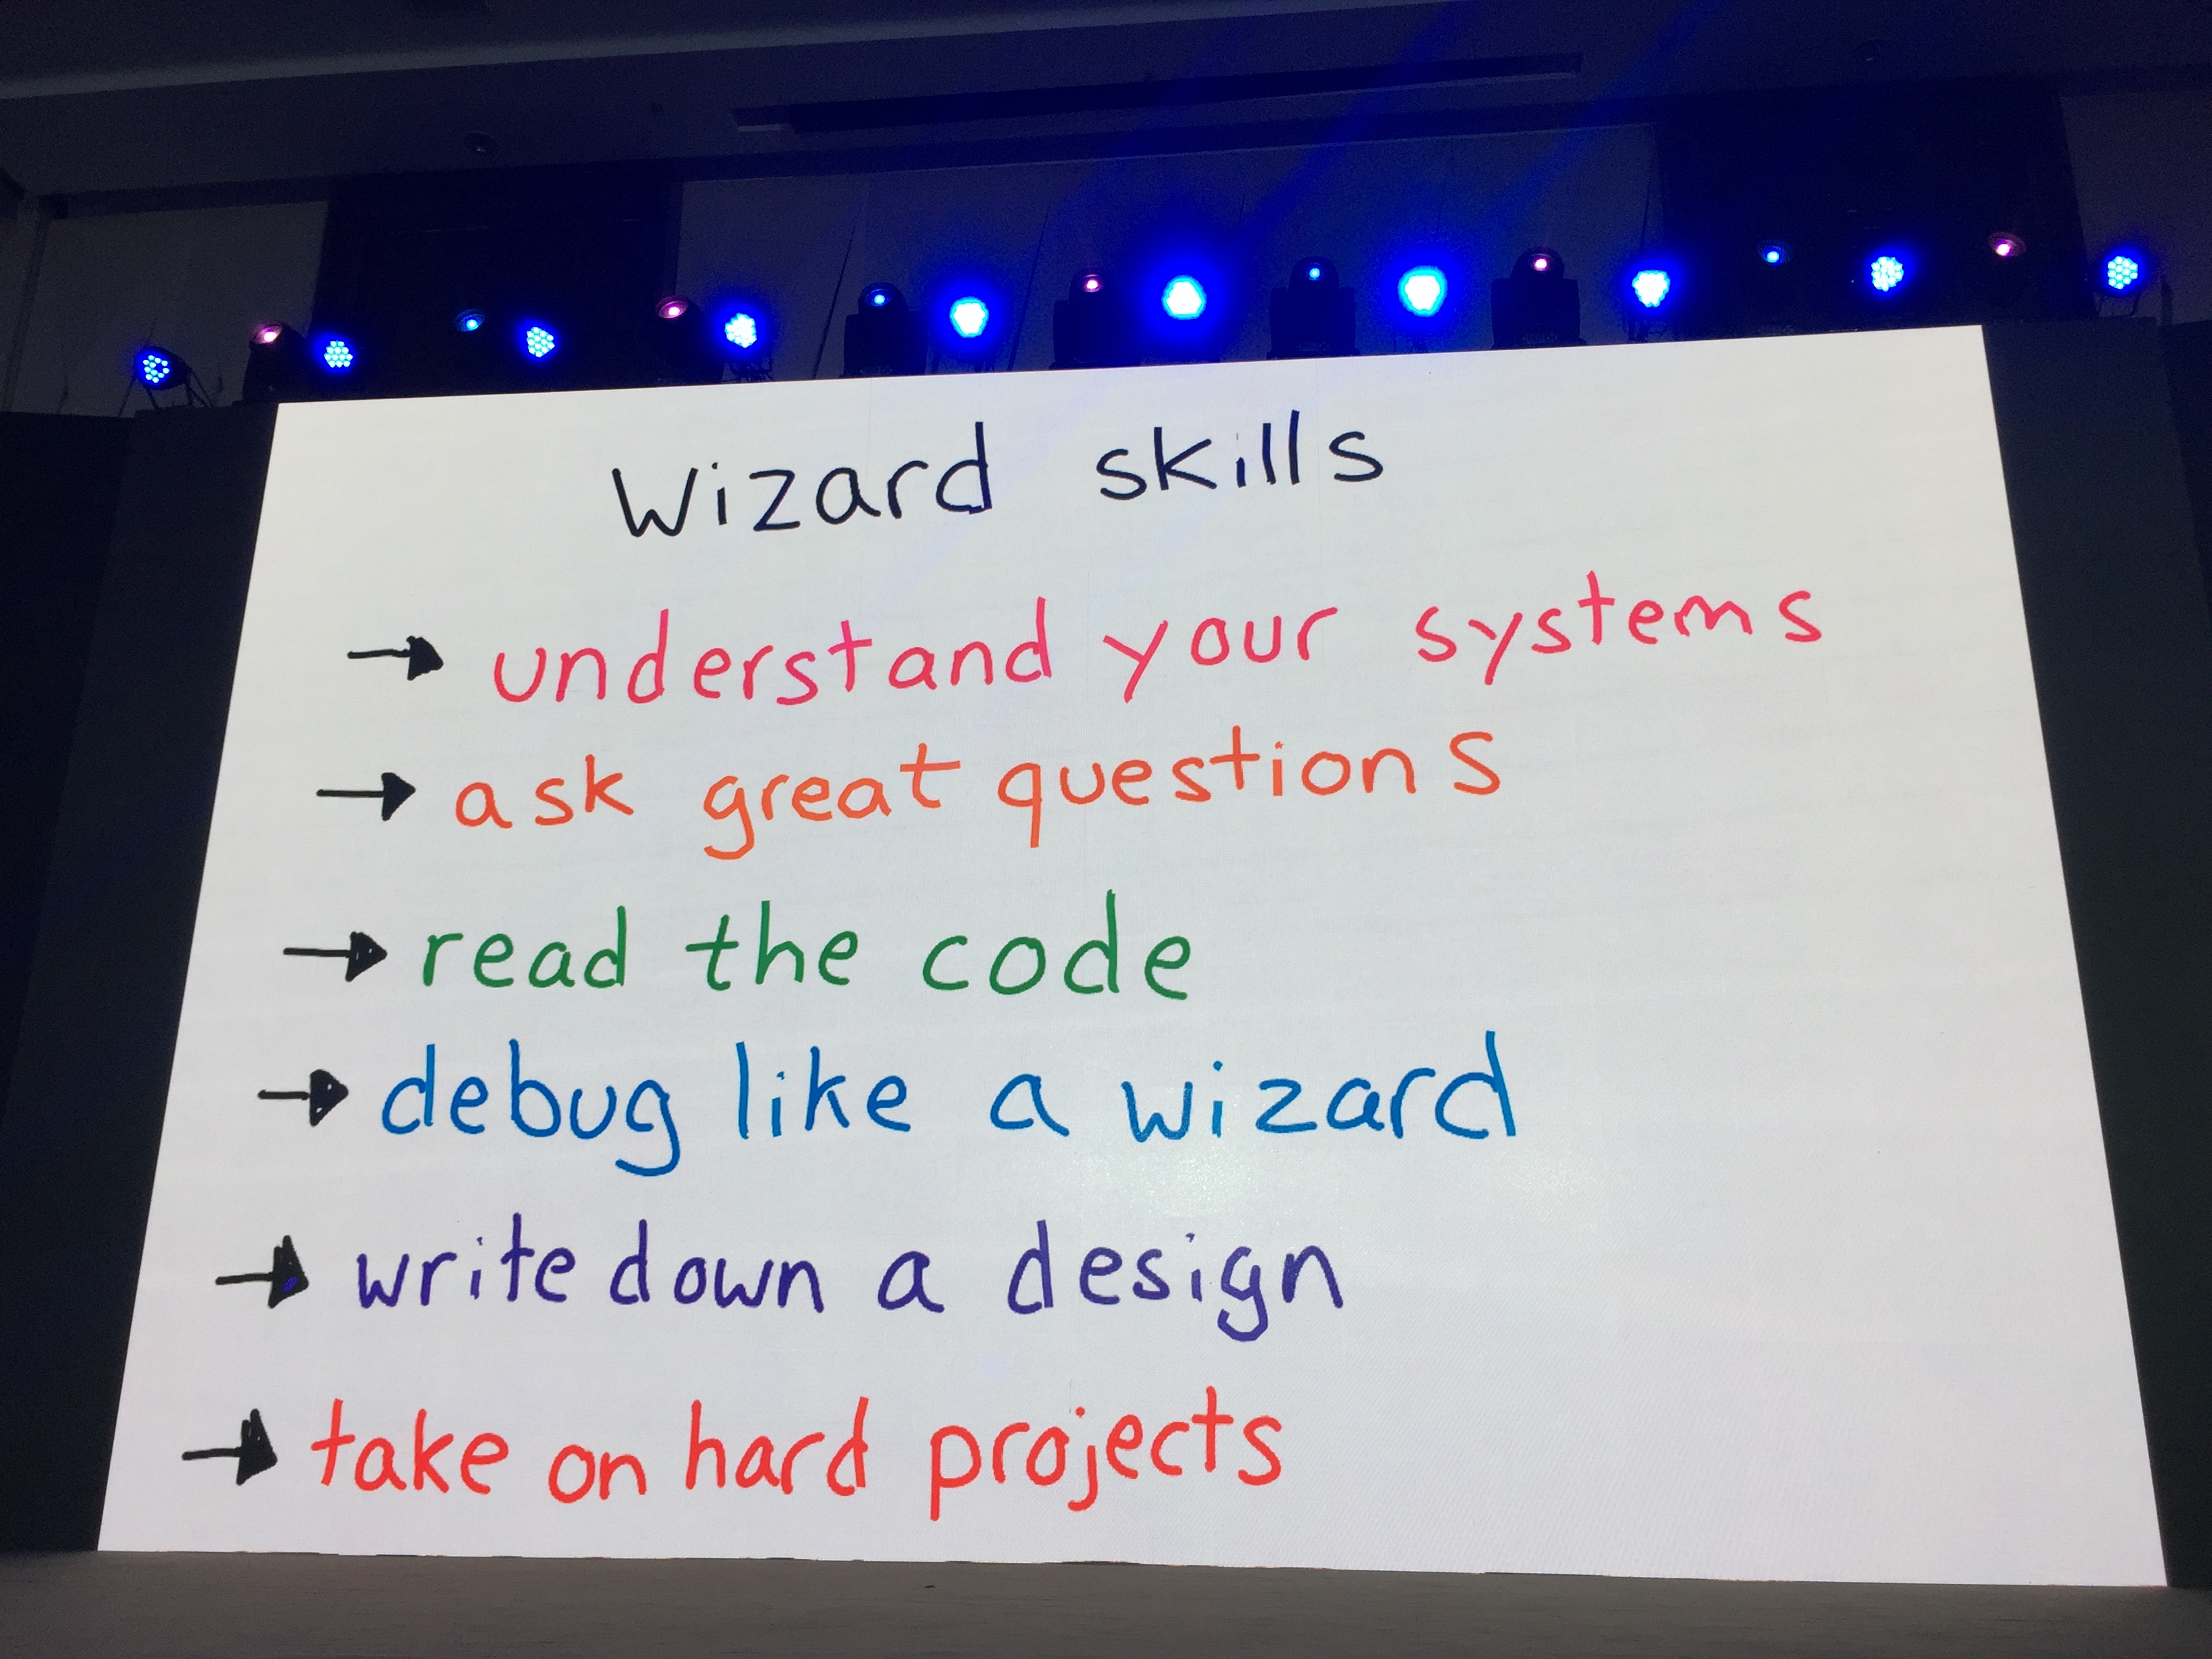 Wizard skills
→ understand your systems
→ ask great questions
→ read the code
→ debug like a wizard
→ write down a design
→ take on hard projects